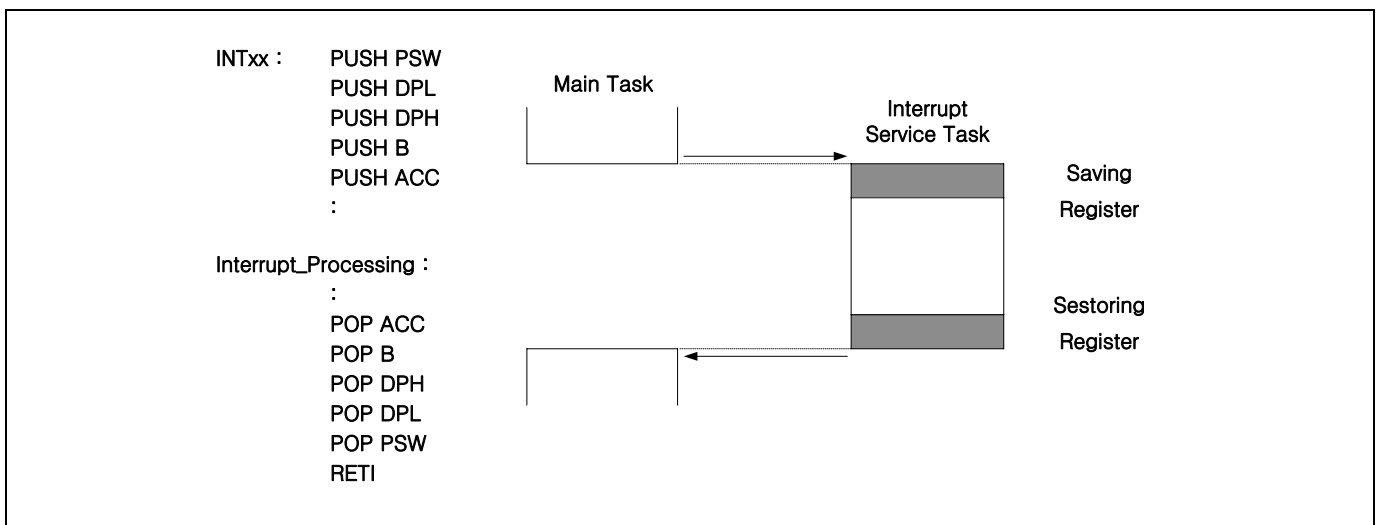 INTxx : PUSH PSW
PUSH DPL
PUSH DPH
PUSH B
PUSH ACC
:
Interrupt_Processing :
:
POP ACC
POP B
POP DPH
POP DPL
POP PSW
RETI
Main Task
Interrupt
Service Task
Saving
Register
Sestoring
Register